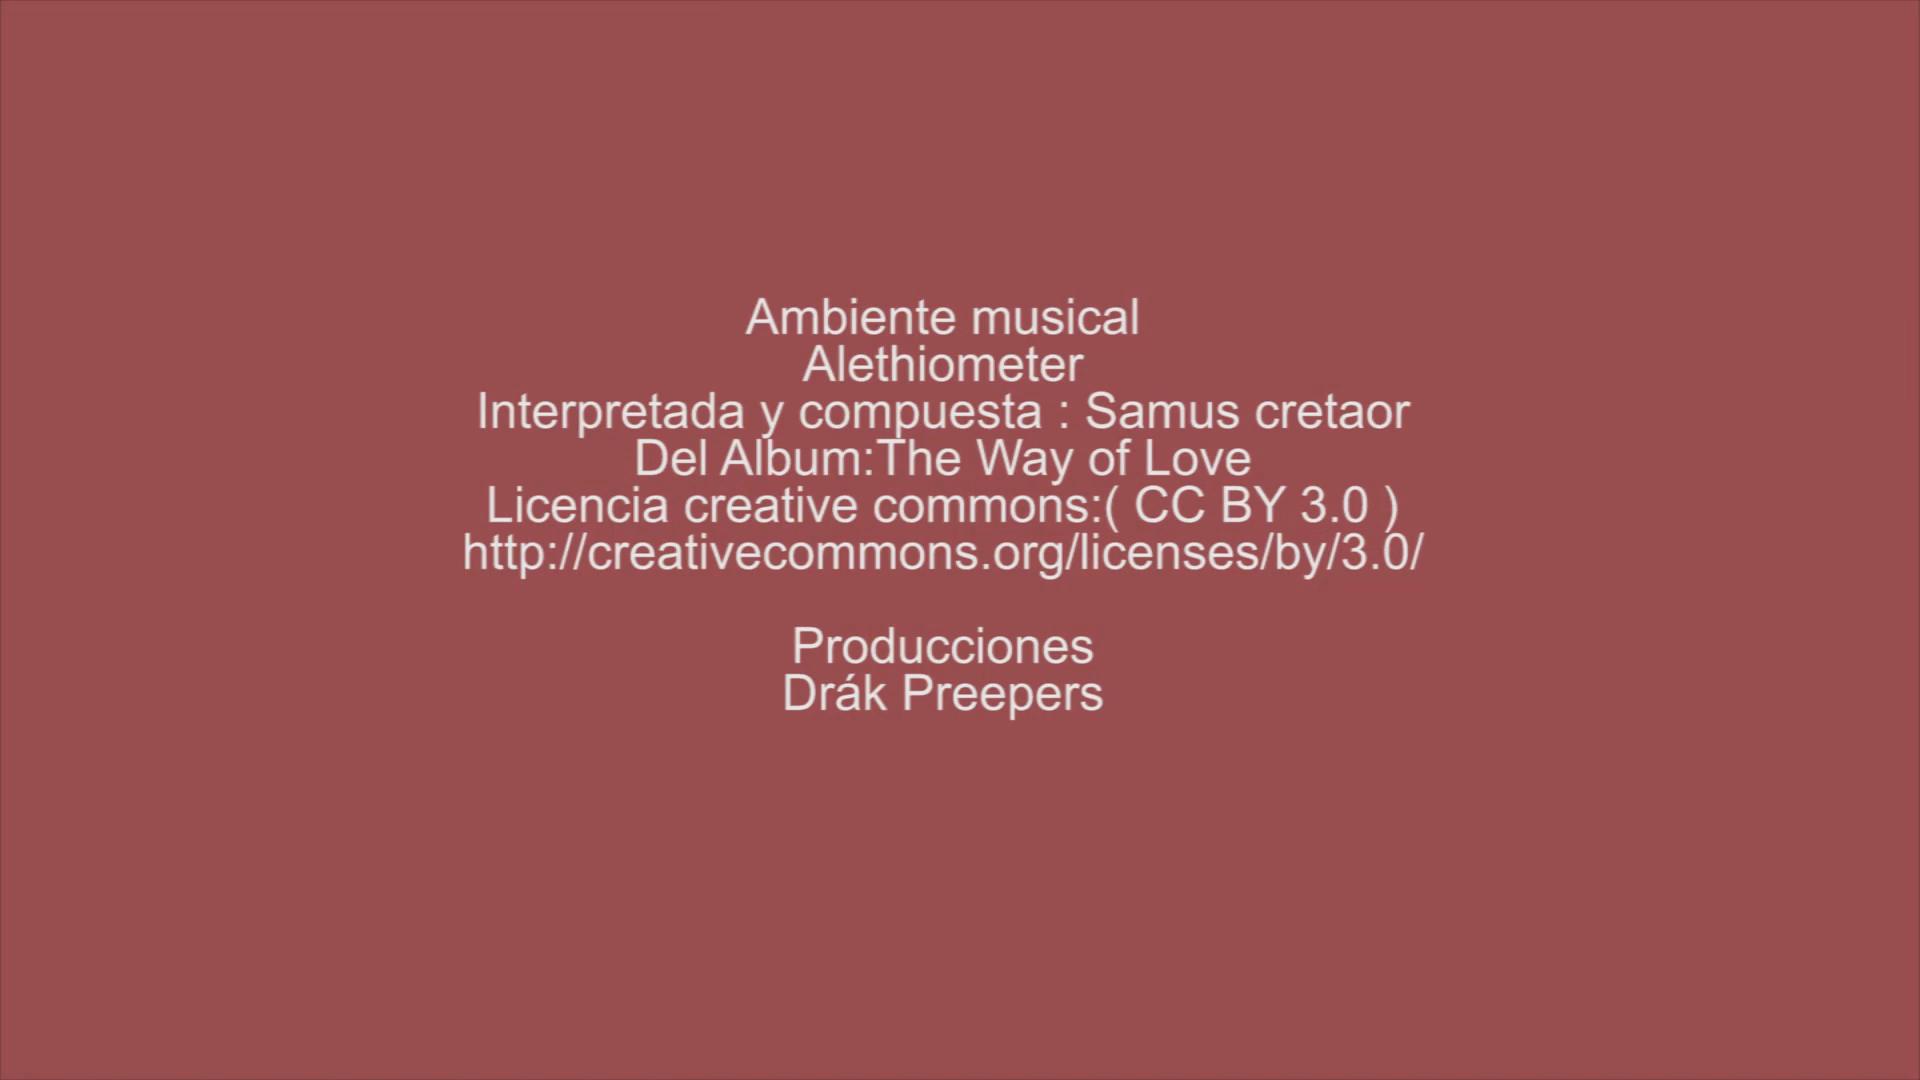 Ambiente musical
Alethiometer
Interpretada y compuesta : Samus cretaor
Del Album:The Way of Love
Licencia creative commons:( CC BY 3.0 )
http://creativecommons.org/licenses/by/3.0/
Producciones
Drák Preepers